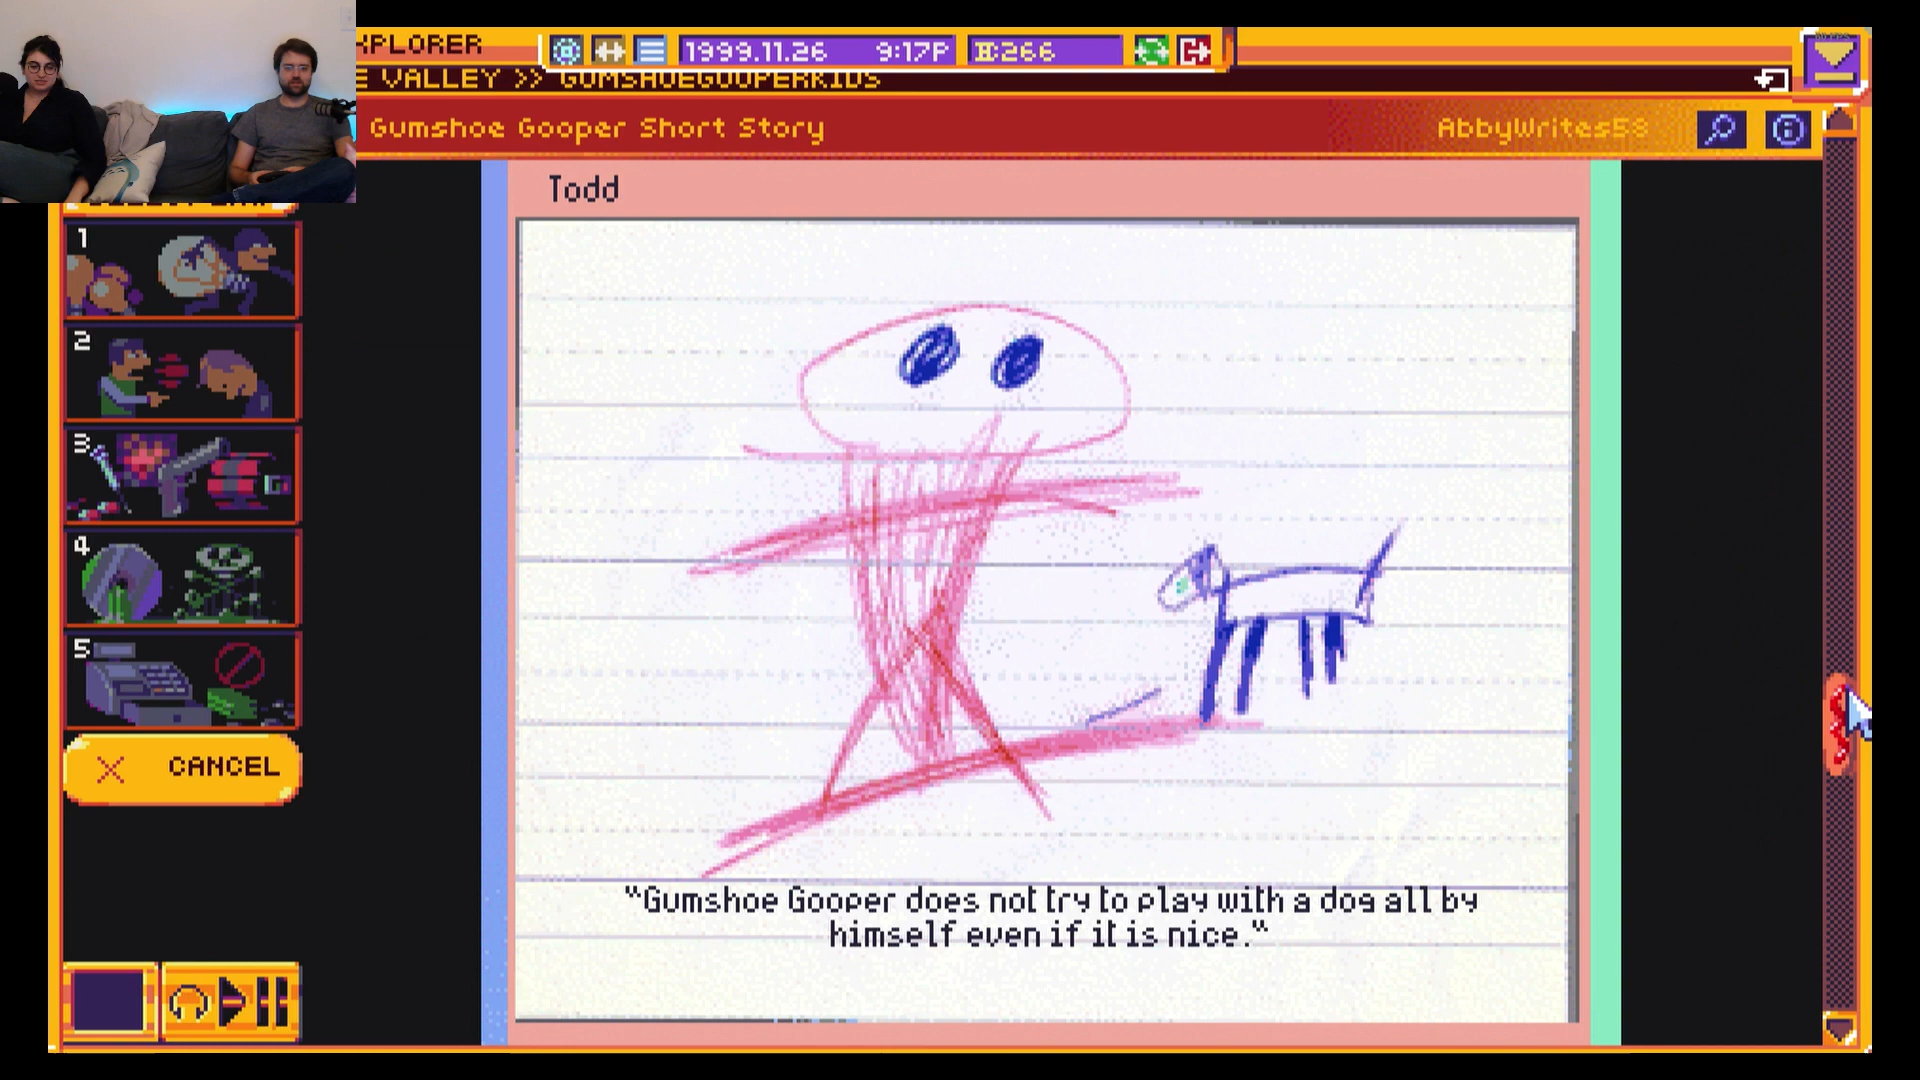 XPLORER
1999.11.26 9:17P
266
E VALLEY >> GUMSHOEGOOPERKIDS
Gumshoe Gooper Short Story
AbbyWrites58
Todd
1
2
3
4
5
CANCEL
"Gumshoe Gooper does not try to play with a dog all by
himself even if it is nice."